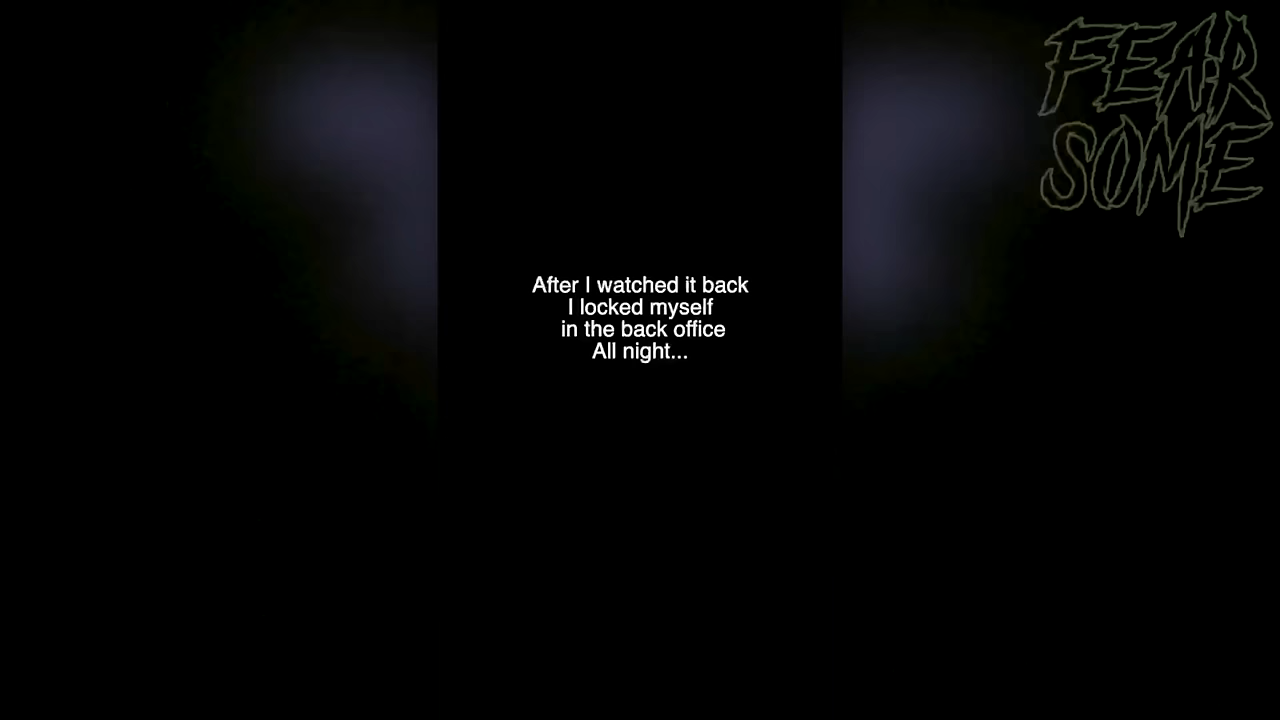 FEAR
SOME
After I watched it back
I locked myself
in the back office
All night...